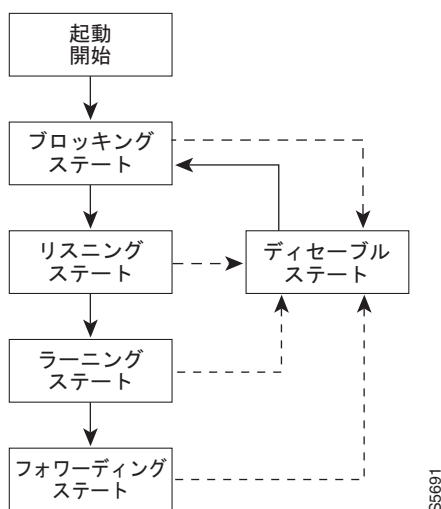 起動
開始
ブロッキング
ステート
リスニング
ステート
ディセーブル
ステート
ラーニング
ステート
フォワーディング
ステート
S5691